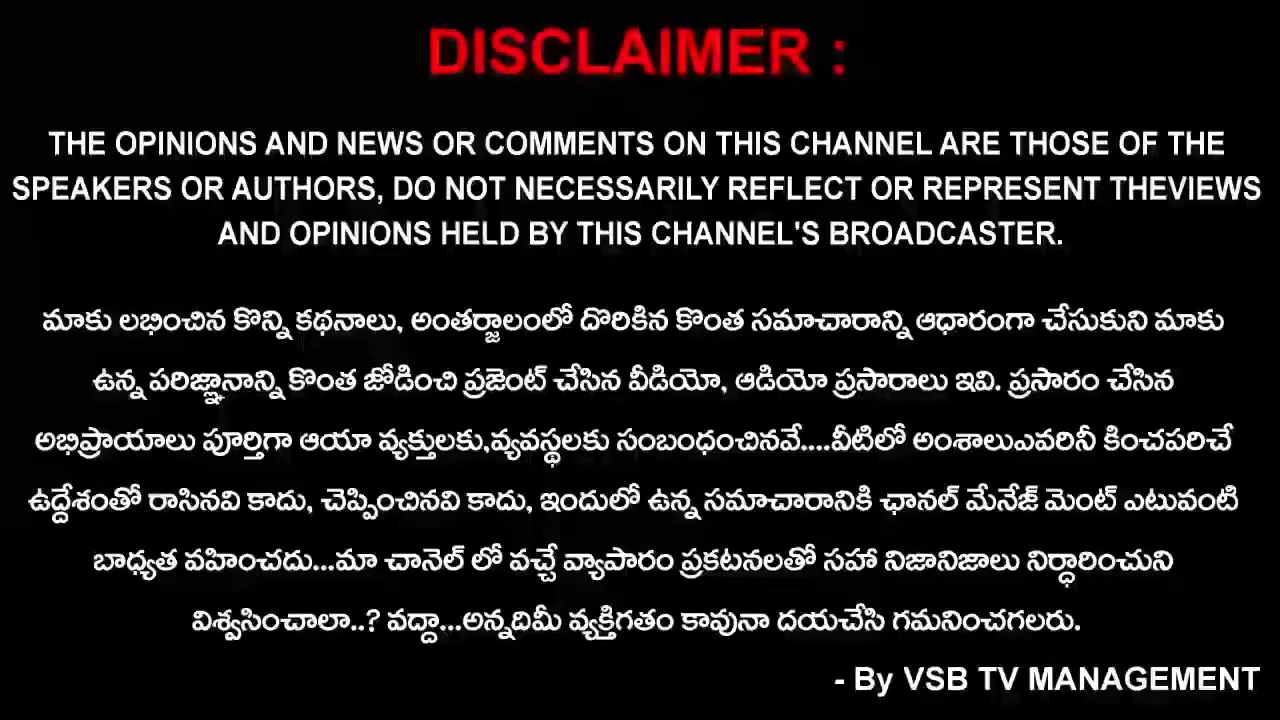 DISCLAIMER :
THE OPINIONS AND NEWS OR COMMENTS ON THIS CHANNEL ARE THOSE OF THE
SPEAKERS OR AUTHORS, DO NOT NECESSARILY REFLECT OR REPRESENT THEVIEWS
AND OPINIONS HELD BY THIS CHANNEL'S BROADCASTER.
మాకు లభించిన కొన్ని కథనాలు, అంతర్జాలంలో దొరికిన కొంత సమాచారాన్ని ఆధారంగా చేసుకుని మాకు
ఉన్న పరిజ్ఞానాన్ని కొంత జోడించి ప్రజెంట్ చేసిన వీడియో, ఆడియో ప్రసారాలు ఇవి. ప్రసారం చేసిన
అభిప్రాయాలు పూర్తిగా ఆయా వ్యక్తులకు,వ్యవస్థలకు సంబంధంచినవే....వీటిలో అంశాలుఎవరినీ కించపరిచే
ఉద్దేశంతో రాసినవి కాదు, చెప్పించినవి కాదు, ఇందులో ఉన్న సమాచారానికి ఛానల్ మేనేజ్ మెంట్ ఎటువంటి
బాధ్యత వహించదు...మా చానెల్ లో వచ్చే వ్యాపారం ప్రకటనలతో సహా నిజానిజాలు నిర్ధారించుని
విశ్వసించాలా..? వద్దా...అన్నదిమీ వ్యక్తిగతం కావునా దయచేసి గమనించగలరు.
- By VSB TV MANAGEMENT